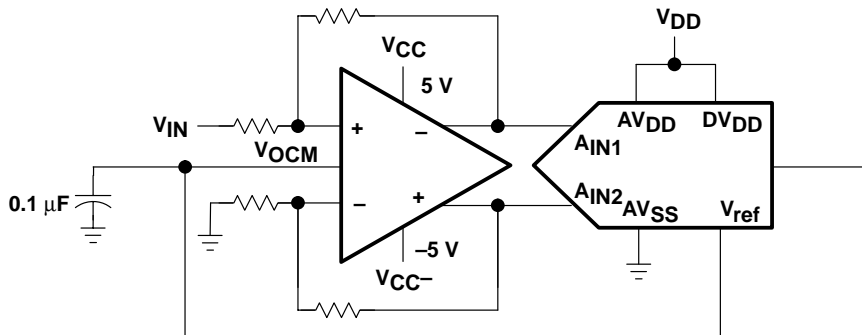 VDD
VCC
5 V
VIN
+
–
AVDD DVDD
VOCM
AIN1
0.1 μF
–
+
AIN2
AVSS
Vref
–5 V
VCC–